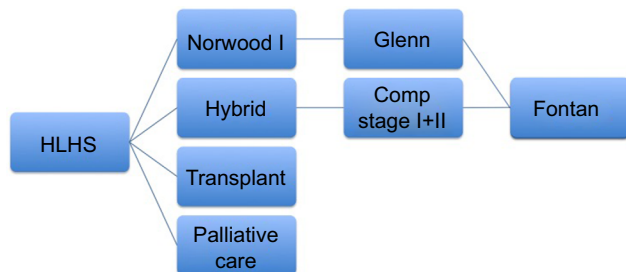 Norwood I
Glenn
Hybrid
Comp
stage I+II
Fontan
HLHS
Transplant
Palliative
care